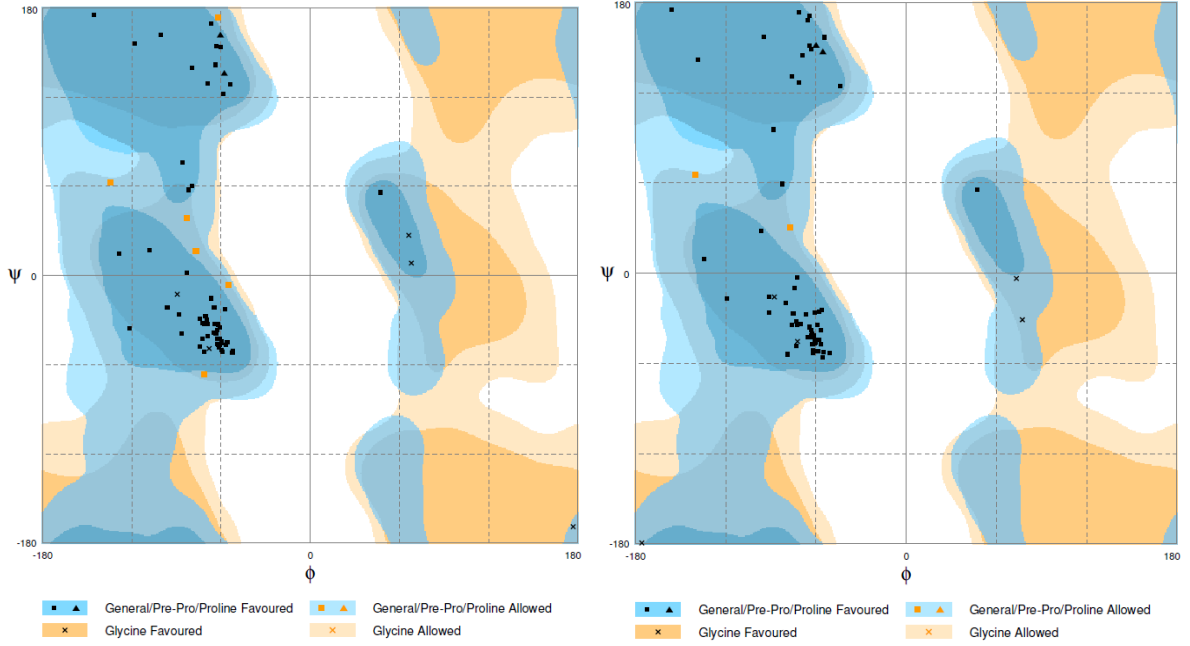 180
180
ψ
0
ψ
0
-180
-180
-180
0
180
-180
0
180
ϕ
ϕ
General/Pre-Pro/Proline Favoured
General/Pre-Pro/Proline Allowed
Glycine Favoured
Glycine Allowed
General/Pre-Pro/Proline Favoured
General/Pre-Pro/Proline Allowed
Glycine Favoured
Glycine Allowed